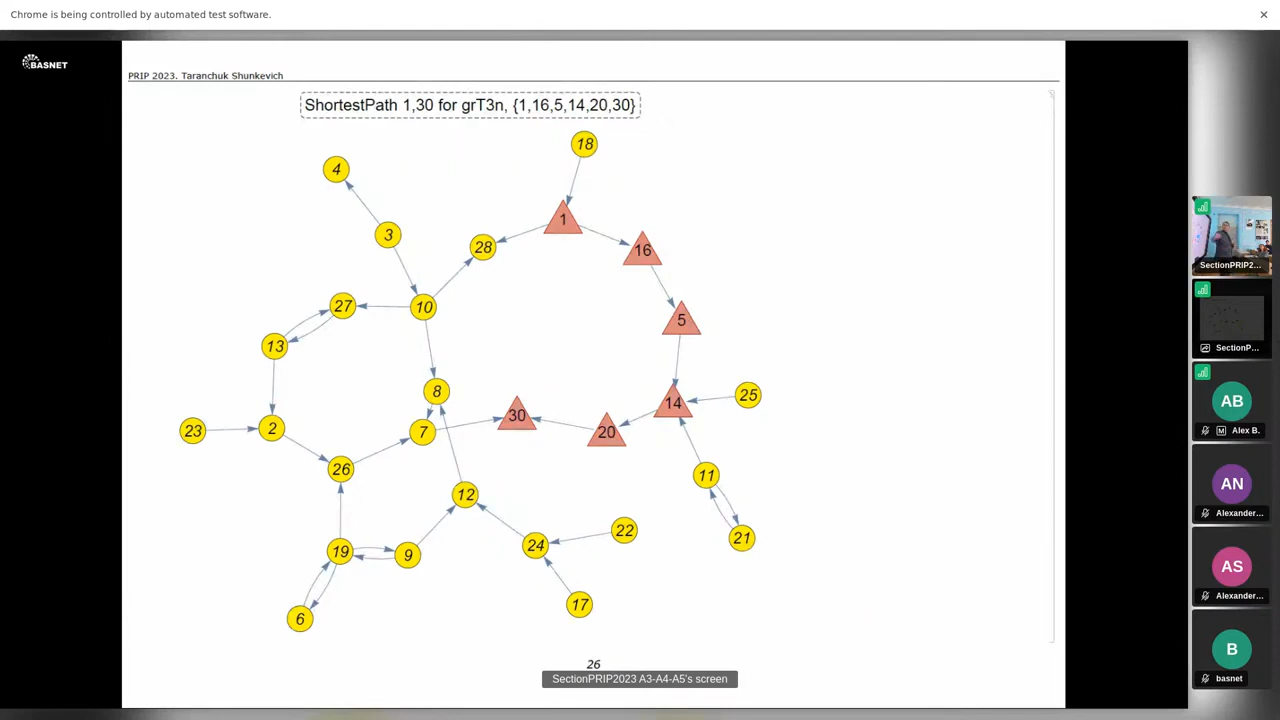 Chrome is being controlled by automated test software.
BASNET
PRIP 2023. Taranchuk Shunkevich
ShortestPath 1,30 for grT3n, {1,16,5,14,20,30}
18
4
1
3
28
16
27
10
5
13
8
25
14
30
23
2
7
20
26
11
12
22
21
24
19
9
17
6
26
SectionPRIP2023 A3-A4-A5's screen
SectionPRIP2...
SectionP...
AB
Alex B.
AN
Alexander...
AS
Alexander...
B
basnet